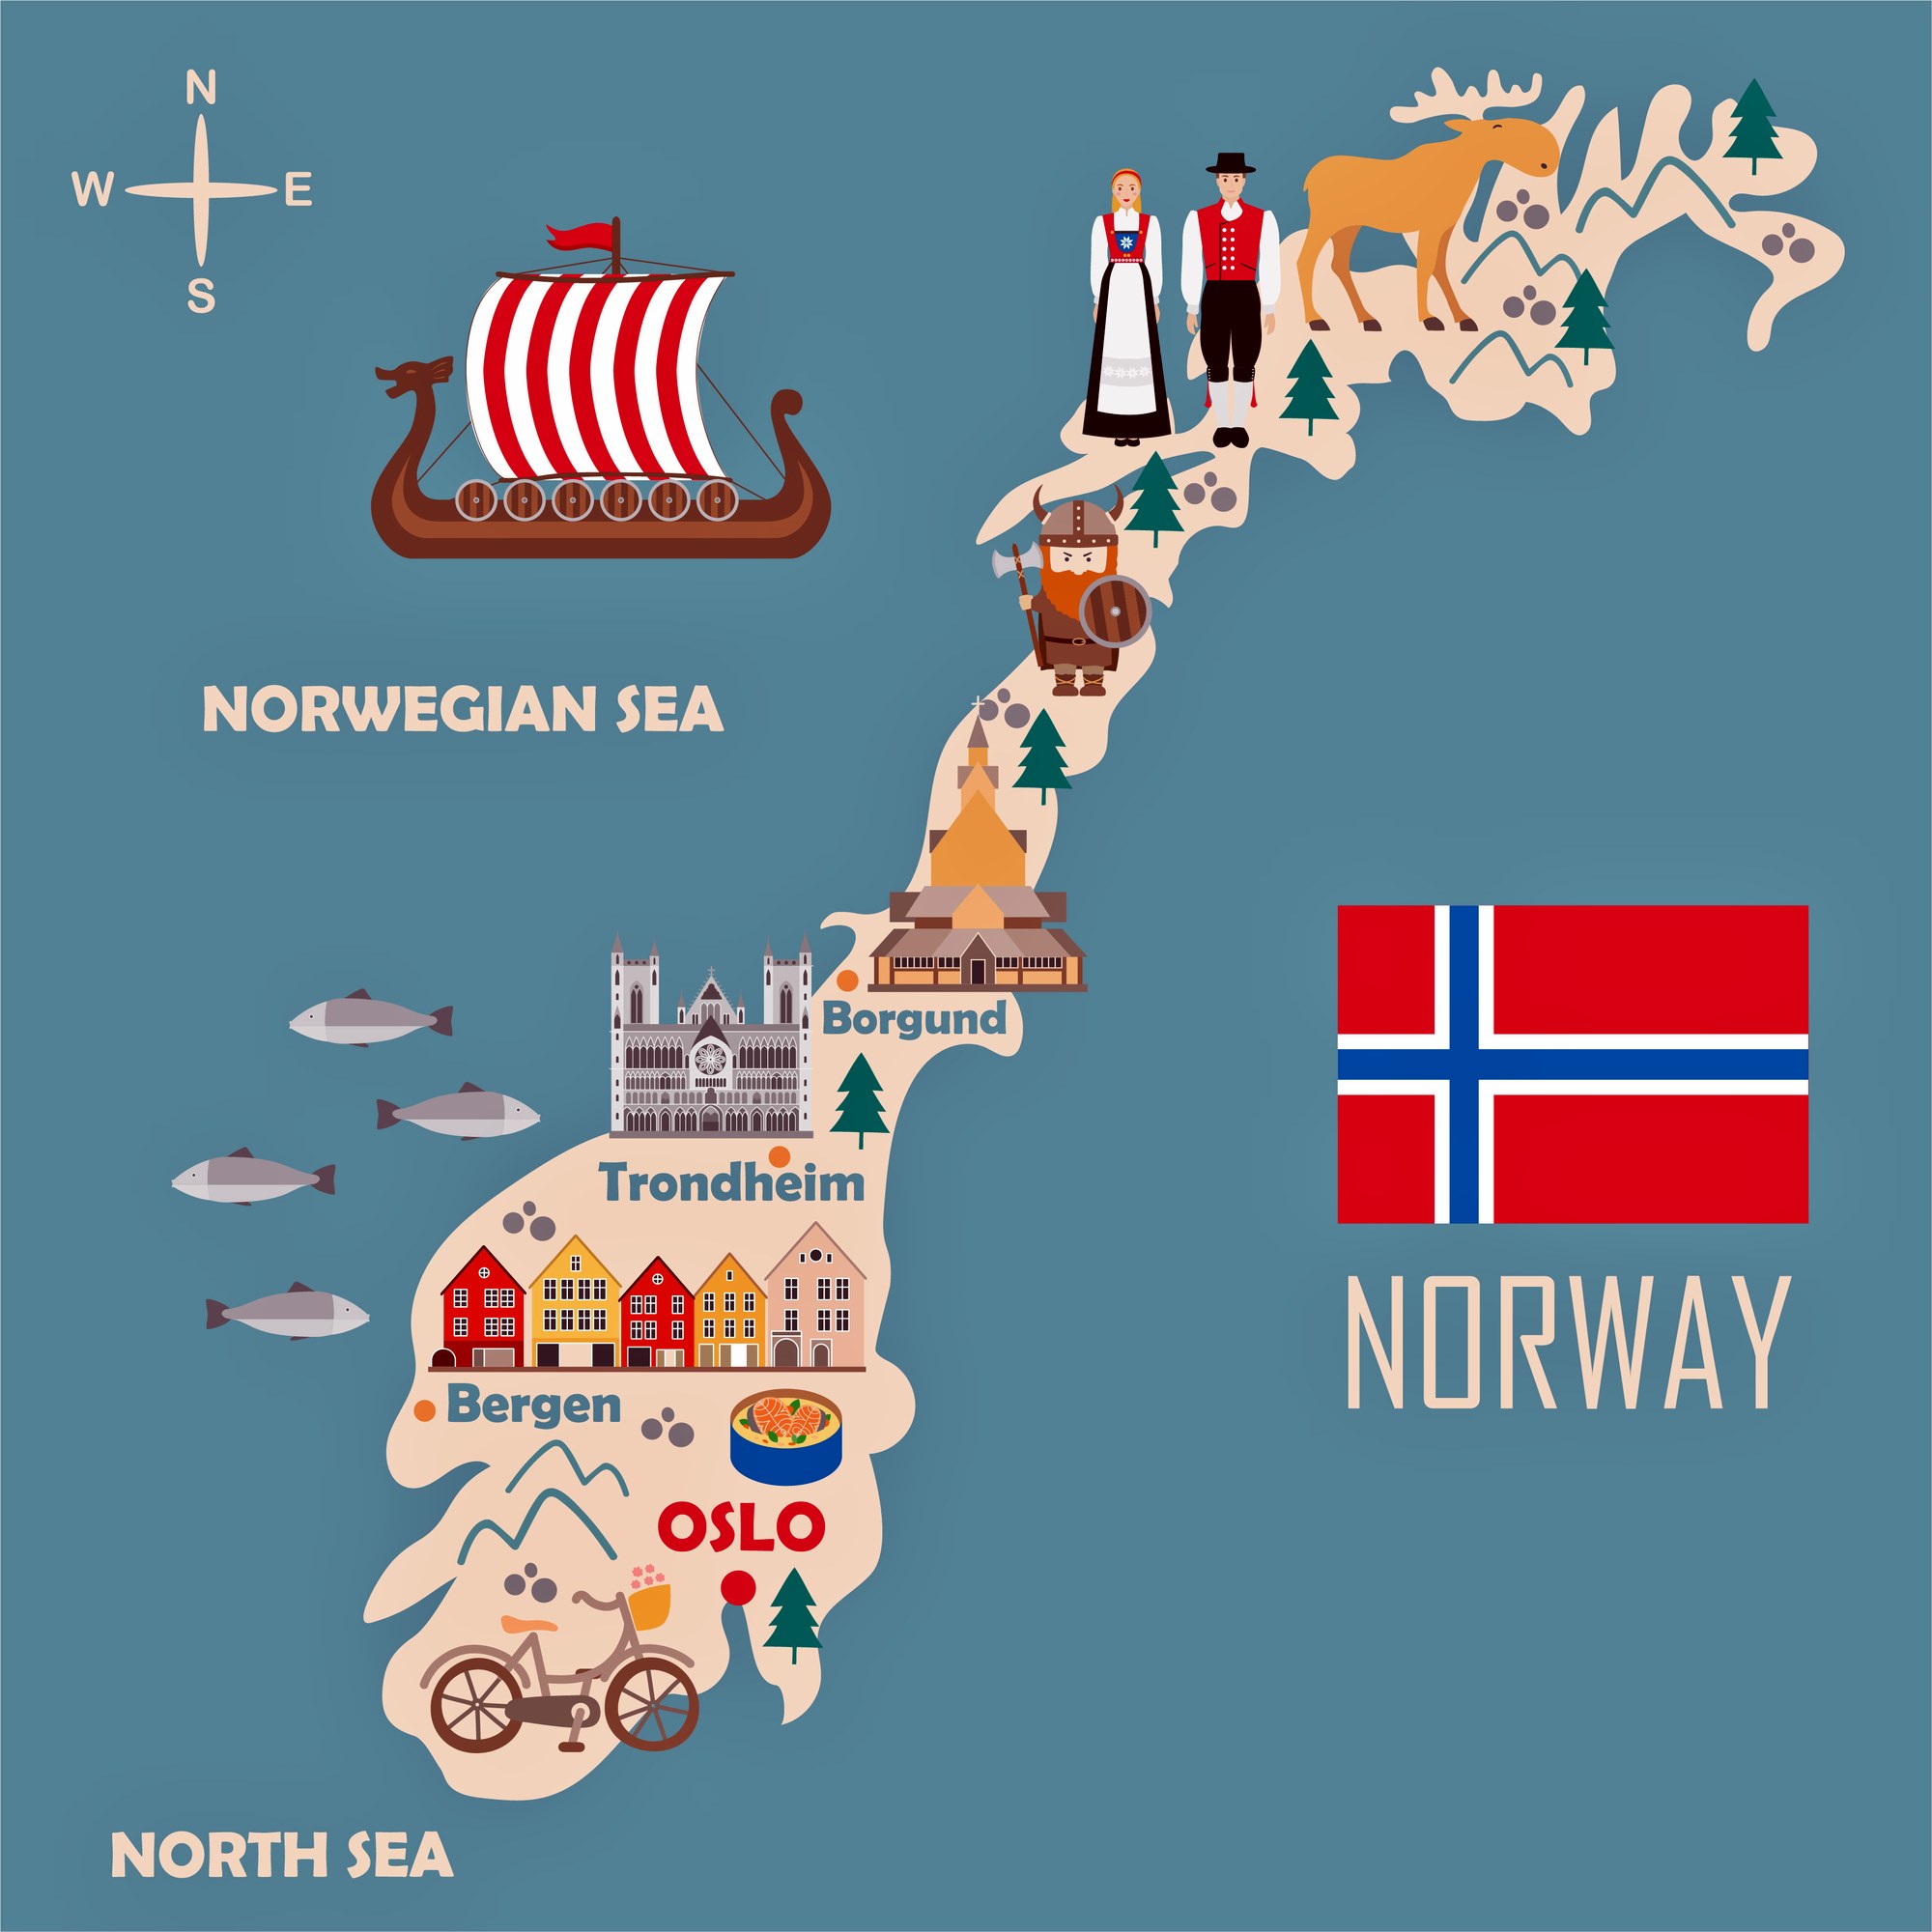 N
W E
S
NORWEGIAN SEA
Borgund
Trondheim
NORWAY
Bergen
OSLO
NORTH SEA